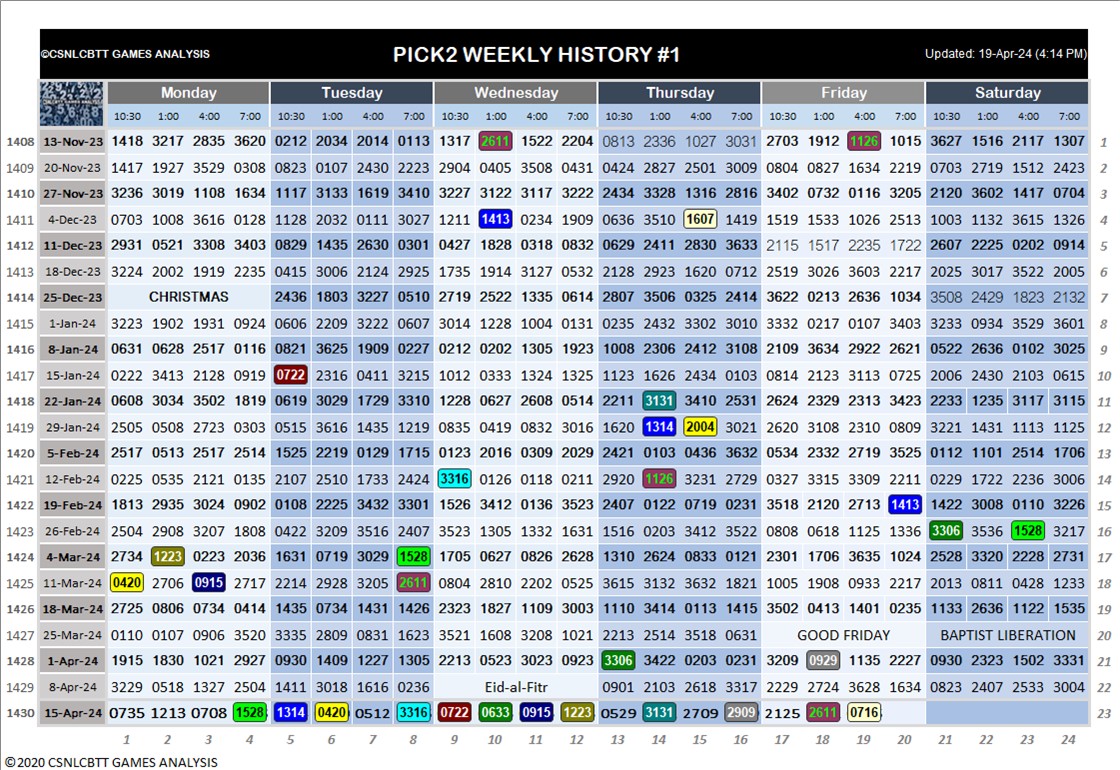 ©CSNLCBTT GAMES ANALYSIS PICK2 WEEKLY HISTORY #1 Updated: 19-Apr-24 (4:14 PM)
Monday Tuesday Wednesday Thursday Friday Saturday
10:30 1:00 4:00 7:00 10:30 1:00 4:00 8:00 10:30 1:00 4:00 7:00 10:30 1:00 4:00 7:00 10:30 1:00 4:00 7:00 10:30 1:00 4:00 7:00
1408 13-Nov-23 1418 3217 2835 3620 0212 2034 2014 0113 1317 2611 1522 2204 0813 2336 1027 3031 2703 1912 1126 1015 3627 1516 2117 1307 1
1409 20-Nov-23 1417 1927 3529 0308 0823 0107 2430 2223 2904 0405 3508 0431 0424 2827 2501 3009 0804 0827 1634 2219 0703 2719 1512 2423 2
1410 27-Nov-23 3236 3019 1108 1634 1117 3133 1619 3410 3227 3122 3117 3222 2434 3328 1316 2816 3402 0732 0116 3205 2120 3602 1417 0704 3
1411 4-Dec-23 0703 1008 3616 0128 1128 2032 0111 3027 1211 1413 0234 1909 0636 3510 1607 1419 1519 1533 1026 2513 1003 1132 3615 1326 4
1412 11-Dec-23 2931 0521 3308 3403 0829 1435 2630 0301 0427 1828 0318 0832 0629 2411 2830 3633 2115 1517 2235 1722 2607 2225 0202 0914 5
1413 18-Dec-23 3224 2002 1919 2235 0415 3006 2124 2925 1735 1914 3127 0532 2128 2923 1620 0712 2519 3026 3603 2217 2025 3017 3522 2005 6
1414 25-Dec-23 CHRISTMAS 2436 1803 3227 0510 2719 2522 1335 0614 2807 3506 0325 2414 3622 0213 2636 1034 3508 2429 1823 2132 7
1415 1-Jan-24 3223 1902 1931 0924 0606 2209 3222 0607 3014 1228 1004 0131 0235 2432 3302 3010 3332 0217 0107 3403 3233 0934 3529 3601 8
1416 8-Jan-24 0631 0628 2517 0116 0821 3625 1909 0227 0212 0202 1305 1923 1008 2306 2412 3108 2109 3634 2922 2621 0522 2636 0102 3025 9
1417 15-Jan-24 0222 3413 2128 0919 0722 2316 0411 3215 1012 0333 1324 1325 1123 1626 2434 0103 0814 2123 3113 0725 2006 2430 2103 0615 10
1418 22-Jan-24 0608 3034 3502 1819 0619 3029 1729 3310 1228 0627 2608 0514 2211 3131 3410 2531 2624 2329 2313 3423 2233 1235 3117 3115 11
1419 29-Jan-24 2505 0508 2723 0303 0515 3616 1435 1219 0835 0419 0832 3016 1620 1314 2004 3021 2620 3108 2310 0809 3221 1431 1113 1125 12
1420 5-Feb-24 2517 0513 2517 2514 1525 2219 0129 1715 0123 2016 0309 2029 2421 0103 0436 3632 0534 2332 2719 3525 0112 1101 2514 1706 13
1421 12-Feb-24 0225 0535 2121 0135 2107 2510 1733 2424 3316 0126 0118 0211 2920 1126 3231 2729 0327 3315 3309 2211 0229 1722 2236 3006 14
1422 19-Feb-24 1813 2935 3024 0902 0108 2225 3432 3301 1526 3412 0136 3523 2407 0122 0719 0231 3518 2120 2713 1413 1422 3008 0110 3226 15
1423 26-Feb-24 2504 2908 3207 1808 0422 3209 3516 2407 3523 1305 1332 1631 1516 0203 3412 3522 0808 0618 1125 1336 3306 3536 1528 3217 16
1424 4-Mar-24 2734 1223 0223 2036 1631 0719 3029 1528 1705 0627 0826 2628 1310 2624 0833 0121 2301 1706 3535 1024 2528 3320 2228 2731 17
1425 11-Mar-24 0420 2706 0915 2717 2214 2928 3205 2611 0804 2810 2202 0525 3615 3132 3632 1821 1005 1908 0933 2217 2013 0811 0428 1233 18
1426 18-Mar-24 2725 0806 0734 0414 1435 0734 1431 1426 2323 1827 1109 3003 1110 3414 0113 1415 3502 0413 1401 0235 1133 2636 1122 1535 19
1427 25-Mar-24 0110 0107 0906 3520 3335 2809 0831 1623 3521 1608 3208 1021 2213 2514 3518 0631 GOOD FRIDAY BAPTIST LIBERATION 20
1428 1-Apr-24 1915 1830 1021 2927 0930 1409 1227 1305 2213 0523 3023 0923 3306 3422 0203 0231 3209 0929 1135 2227 0930 2323 1502 3331 21
1429 8-Apr-24 3229 0518 1327 2504 1411 3018 1616 0236 Eid-al-Fitr 0901 2103 2618 3317 2229 2724 3628 1634 0823 2407 2533 3004 22
1430 15-Apr-24 0735 1213 0708 1528 1314 0420 0512 3316 0722 0633 0915 1223 0529 3131 2709 2909 2125 2611 0716 23
1 2 3 4 5 6 7 8 9 10 11 12 13 14 15 16 17 18 19 20 21 22 23 24
©2020 CSNLCBTT GAMES ANALYSIS